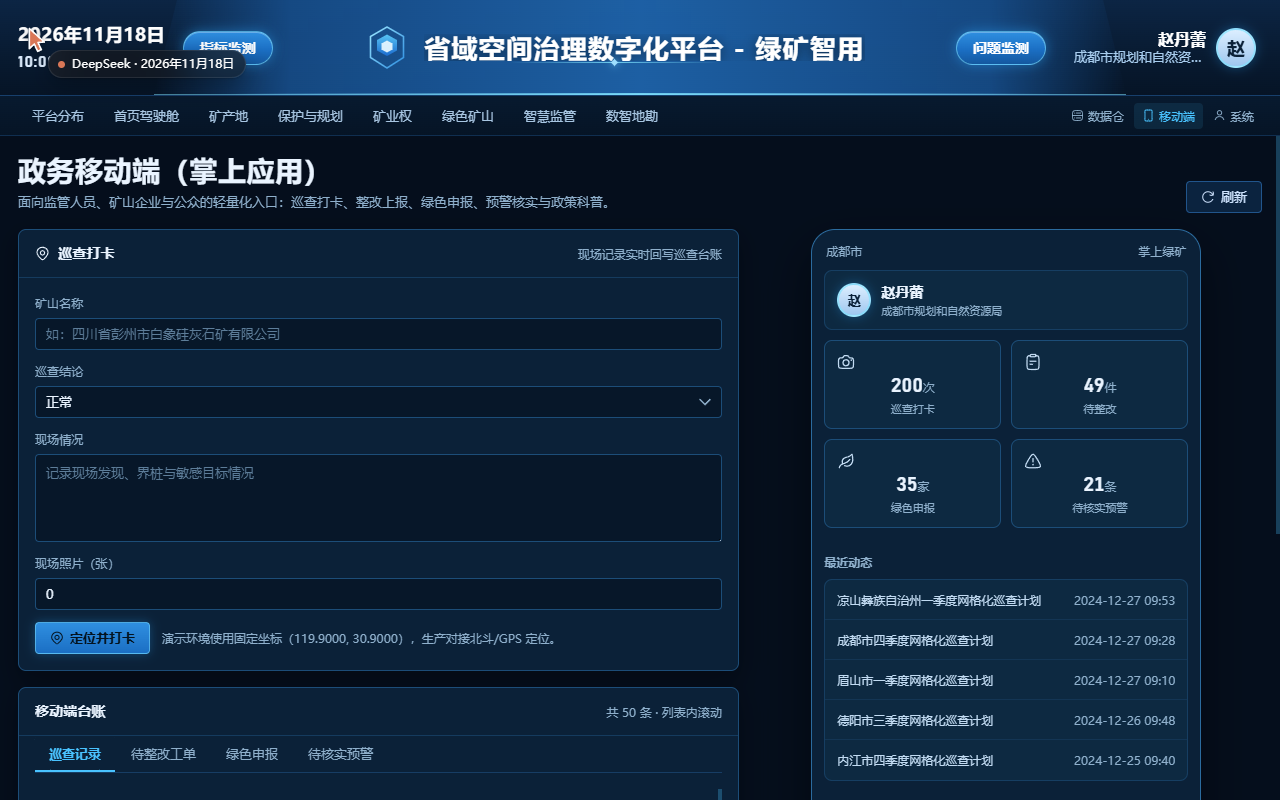 2026年11月18日
10:0
DeepSeek · 2026年11月18日
指标监测
省域空间治理数字化平台 - 绿矿智用
问题监测
赵丹蕾
成都市规划和自然资...
赵
平台分布
首页驾驶舱
矿产地
保护与规划
矿业权
绿色矿山
智慧监管
数智地勘
数据仓
移动端
系统
政务移动端（掌上应用）
面向监管人员、矿山企业与公众的轻量化入口：巡查打卡、整改上报、绿色申报、预警核实与政策科普。
刷新
巡查打卡
现场记录实时回写巡查台账
矿山名称
如：四川省彭州市白象硅灰石矿有限公司
巡查结论
正常
现场情况
记录现场发现、界桩与敏感目标情况
现场照片（张）
0
定位并打卡
演示环境使用固定坐标（119.9000, 30.9000），生产对接北斗/GPS 定位。
移动端台账
共 50 条 · 列表内滚动
巡查记录
待整改工单
绿色申报
待核实预警
成都市
掌上绿矿
赵
赵丹蕾
成都市规划和自然资源局
200次
巡查打卡
49件
待整改
35家
绿色申报
21条
待核实预警
最近动态
凉山彝族自治州一季度网格化巡查计划
2024-12-27 09:53
成都市四季度网格化巡查计划
2024-12-27 09:28
眉山市一季度网格化巡查计划
2024-12-27 09:10
德阳市三季度网格化巡查计划
2024-12-26 09:48
内江市四季度网格化巡查计划
2024-12-25 09:40